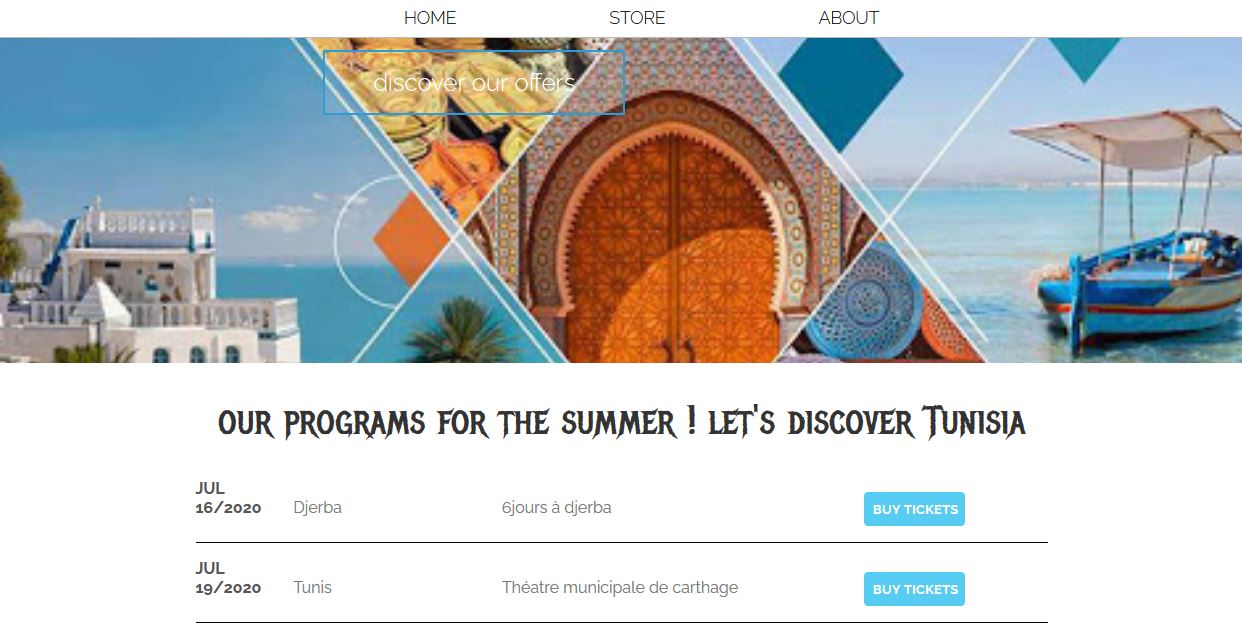 HOME STORE ABOUT
discover our offers
OUR PROGRAMS FOR THE SUMMER ! LET'S DISCOVER TUNISIA
JUL
16/2020 Djerba 6jours à djerba BUY TICKETS
JUL
19/2020 Tunis Théatre municipale de carthage BUY TICKETS